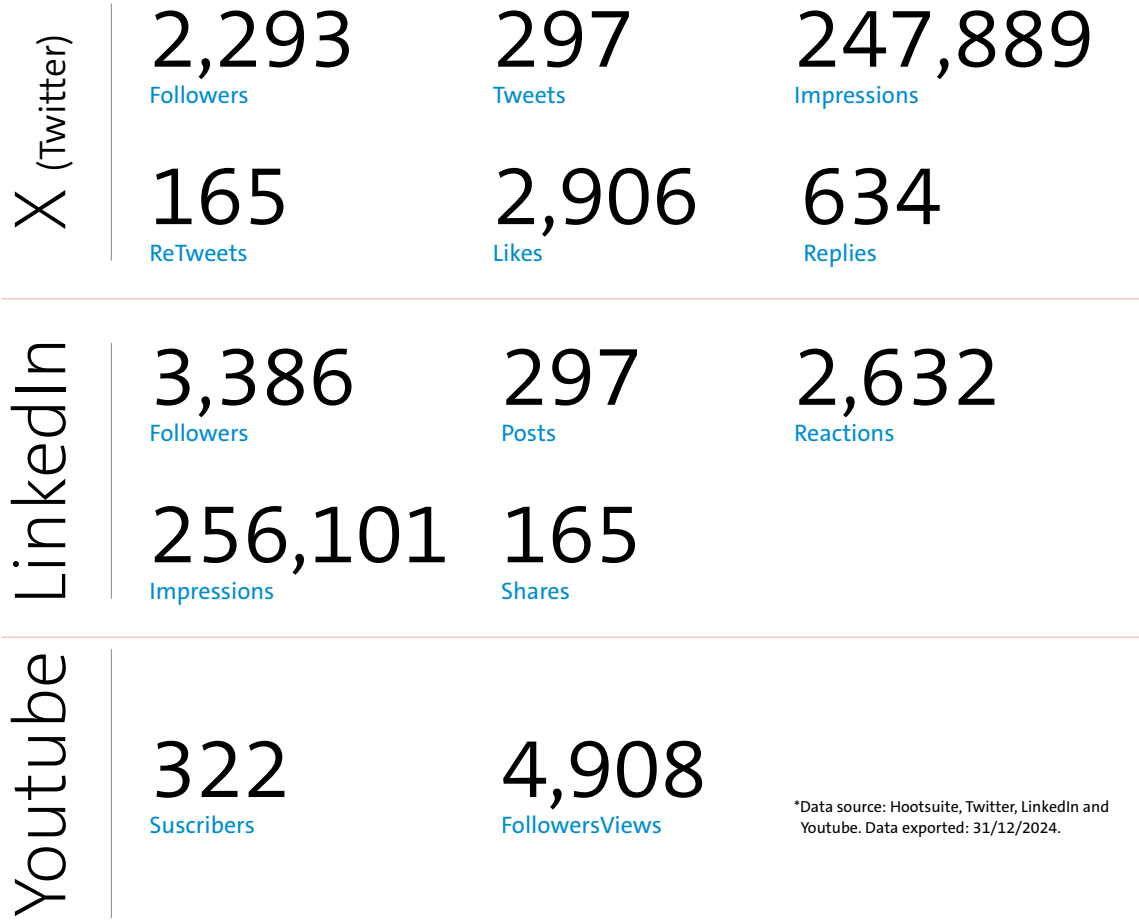 X (Twitter)
2,293
Followers
297
Tweets
247,889
Impressions
165
ReTweets
2,906
Likes
634
Replies
LinkedIn
3,386
Followers
297
Posts
2,632
Reactions
256,101
Impressions
165
Shares
Youtube
322
Suscribers
4,908
FollowersViews
*Data source: Hootsuite, Twitter, LinkedIn and
Youtube. Data exported: 31/12/2024.